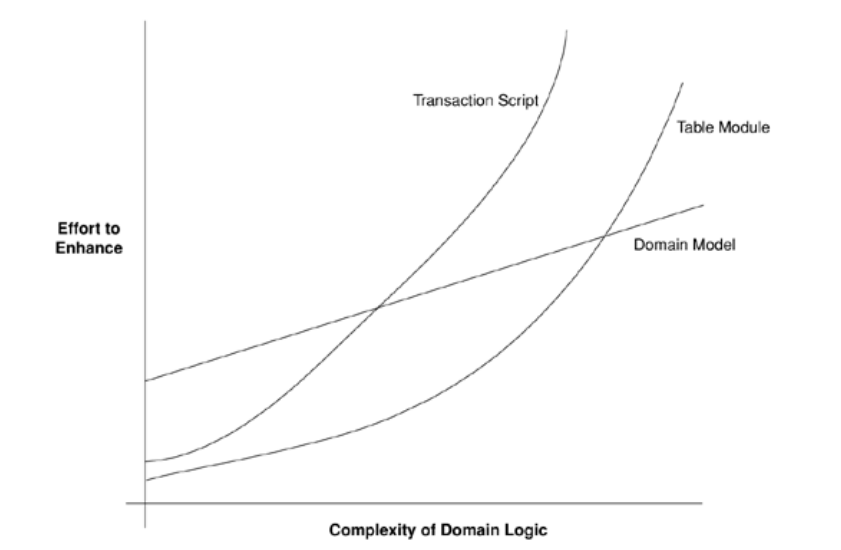 Transaction Script
Table Module
Effort to
Enhance
Domain Model
Complexity of Domain Logic